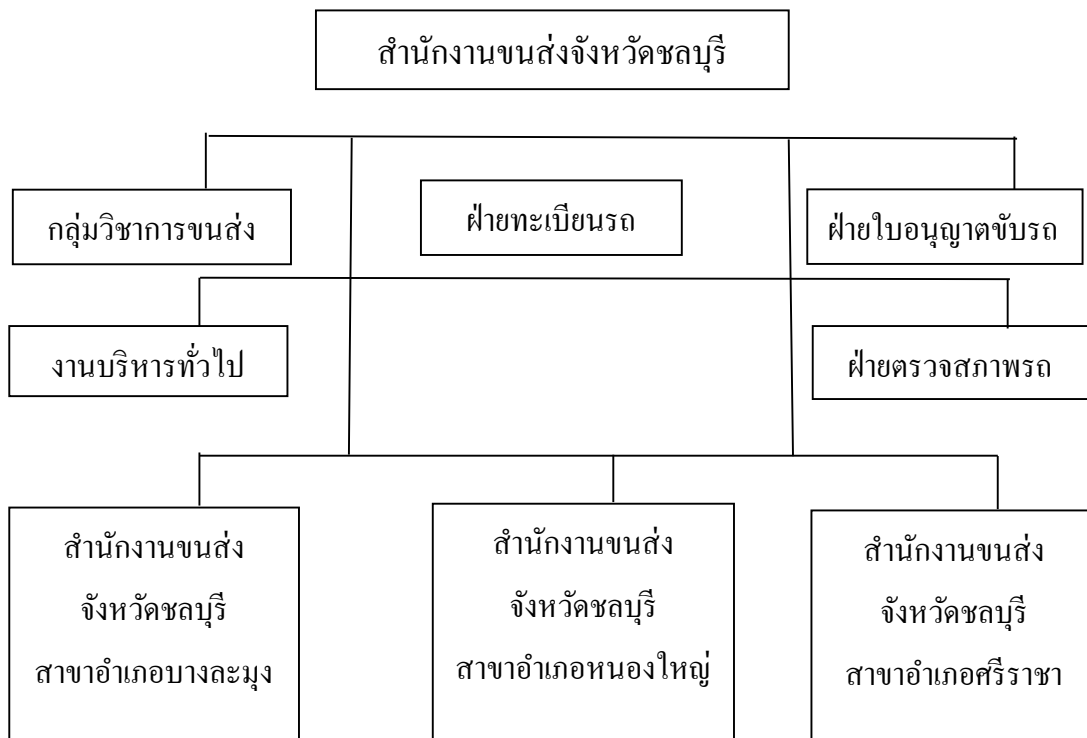 สำนักงานขนส่งจังหวัดชลบุรี
กลุ่มวิชาการขนส่ง
ฝ่ายทะเบียนรถ
ฝ่ายใบอนุญาตขับรถ
งานบริหารทั่วไป
ฝ่ายตรวจสภาพรถ
สำนักงานขนส่ง
จังหวัดชลบุรี
สาขาอำเภอบางละมุง
สำนักงานขนส่ง
จังหวัดชลบุรี
สาขาอำเภอหนองใหญ่
สำนักงานขนส่ง
จังหวัดชลบุรี
สาขาอำเภอศรีราชา